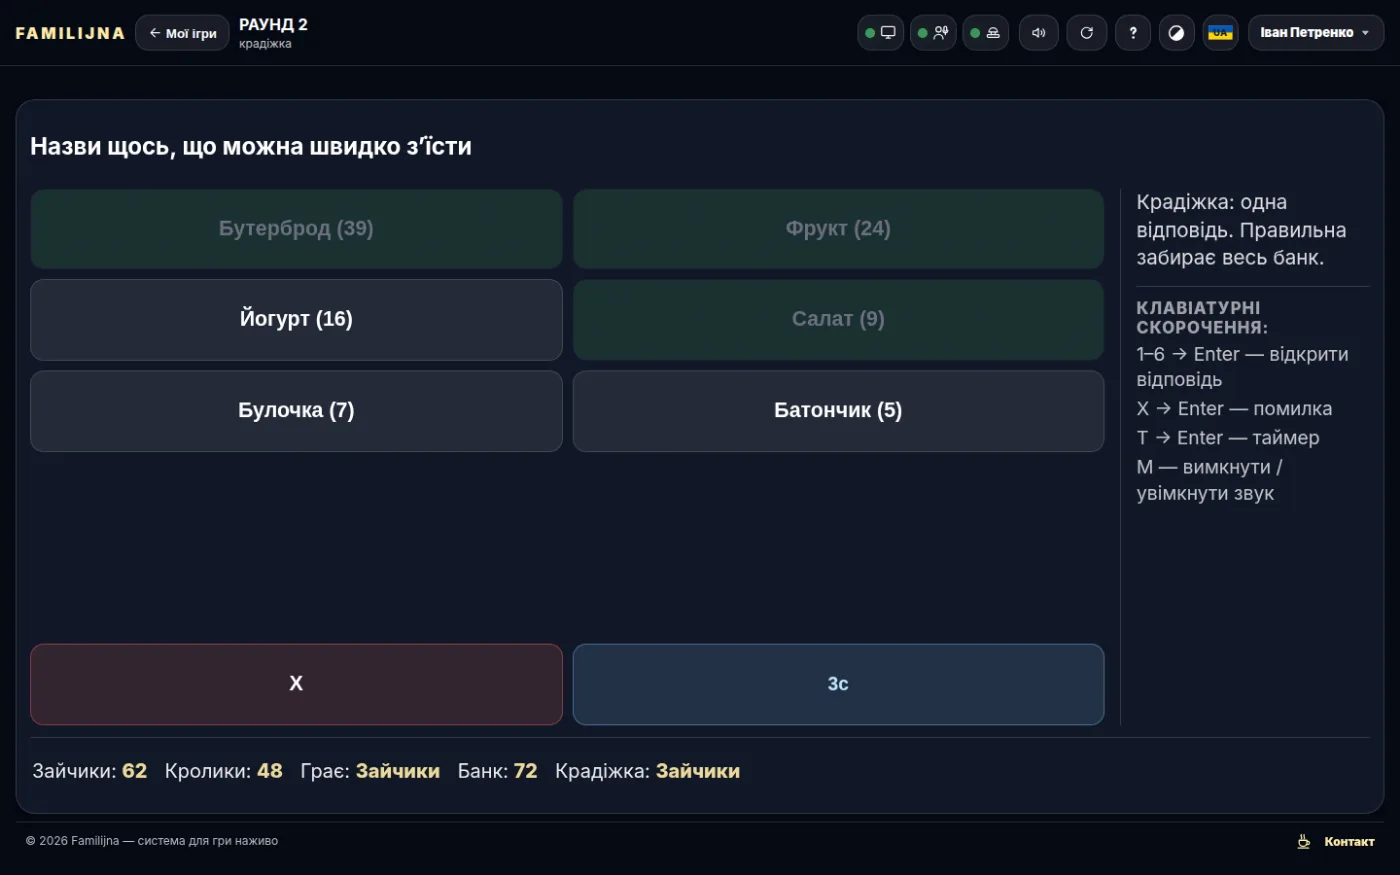 FAMILIJNA
← Мої ігри
РАУНД 2
крадіжка
?
UA
Іван Петренко
Назви щось, що можна швидко з’їсти
Бутерброд (39)
Фрукт (24)
Йогурт (16)
Салат (9)
Булочка (7)
Батончик (5)
X
3с
Крадіжка: одна
відповідь. Правильна
забирає весь банк.
КЛАВІАТУРНІ
СКОРОЧЕННЯ:
1–6 → Enter — відкрити
відповідь
X → Enter — помилка
T → Enter — таймер
M — вимкнути /
увімкнути звук
Зайчики: 62 Кролики: 48 Грає: Зайчики Банк: 72 Крадіжка: Зайчики
© 2026 Familijna — система для гри наживо
Контакт